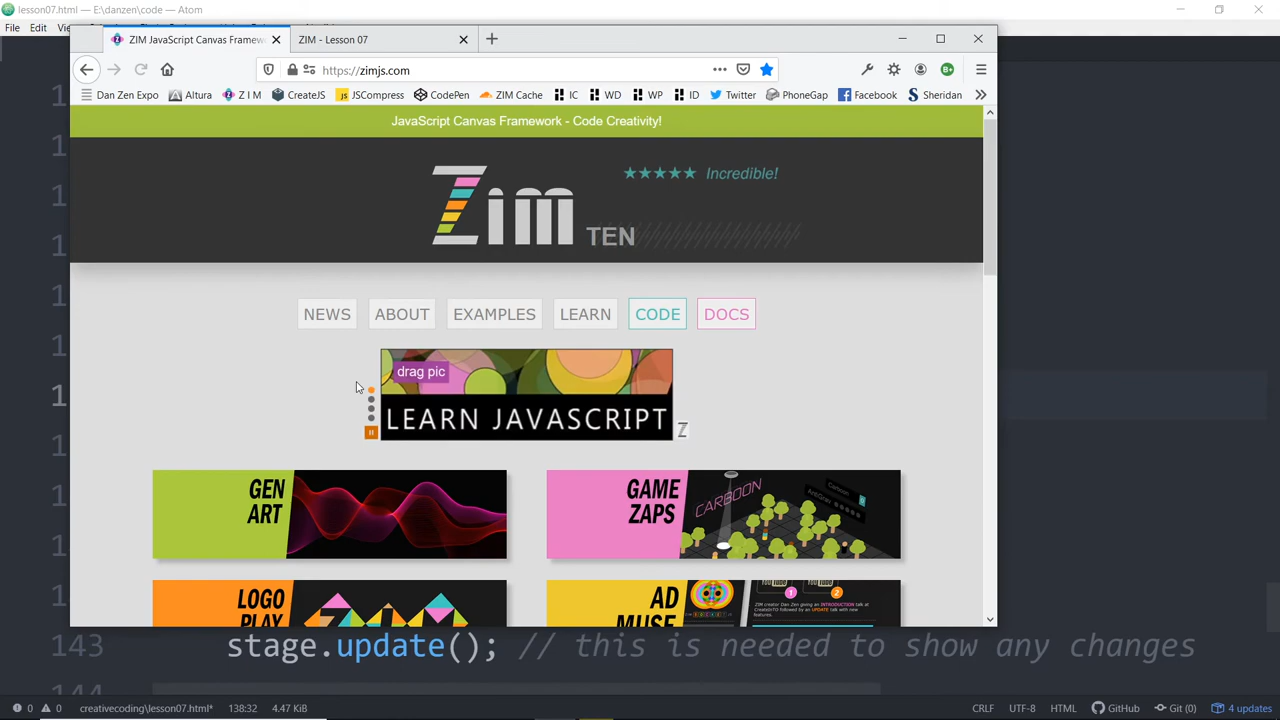 lesson07.html — E:\danzen\code — Atom
File Edit
ZIM JavaScript Canvas Framew
ZIM - Lesson 07
https://zimjs.com
Dan Zen Expo Altura Z I M CreateJS JSCompress CodePen ZIM Cache IC WD WP ID Twitter PhoneGap Facebook Sheridan
JavaScript Canvas Framework - Code Creativity!
★★★★★ Incredible!
Zim
TEN
NEWS ABOUT EXAMPLES LEARN CODE DOCS
drag pic
LEARN JAVASCRIPT
Z
GEN
ART
GAME
ZAPS
CARTOON
LOGO
PLAY
AD
MUSE
143 stage.update(); // this is needed to show any changes
144
0 0 creativecoding\lesson07.html* 138:32 4.47 KiB CRLF UTF-8 HTML GitHub Git (0) 4 updates